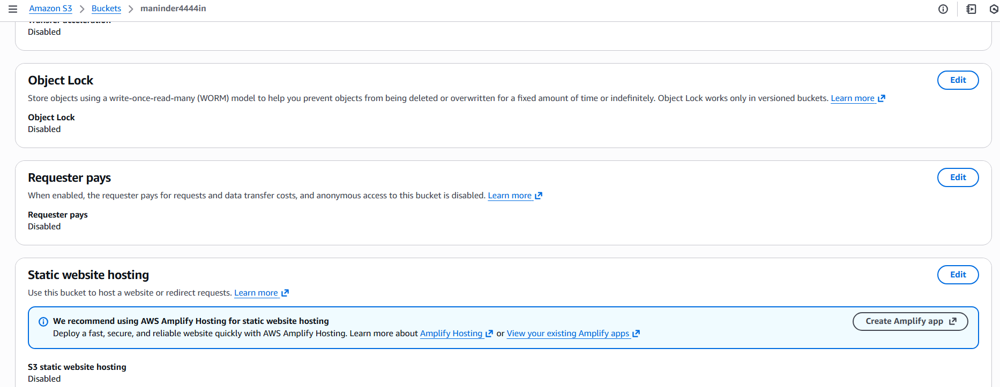 Amazon S3 > Buckets > maninder4444in
Transfer acceleration
Disabled
Object Lock
Edit
Store objects using a write-once-read-many (WORM) model to help you prevent objects from being deleted or overwritten for a fixed amount of time or indefinitely. Object Lock works only in versioned buckets. Learn more
Object Lock
Disabled
Requester pays
Edit
When enabled, the requester pays for requests and data transfer costs, and anonymous access to this bucket is disabled. Learn more
Requester pays
Disabled
Static website hosting
Edit
Use this bucket to host a website or redirect requests. Learn more
We recommend using AWS Amplify Hosting for static website hosting
Create Amplify app
Deploy a fast, secure, and reliable website quickly with AWS Amplify Hosting. Learn more about Amplify Hosting or View your existing Amplify apps
S3 static website hosting
Disabled